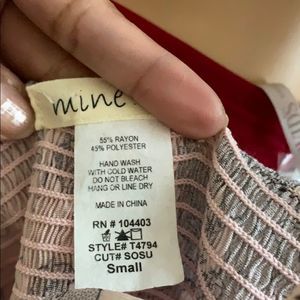 mine
55% RAYON
45% POLYESTER
HAND WASH
WITH COLD WATER
DO NOT BLEACH
HANG OR LINE DRY
MADE IN CHINA
RN # 104403
STYLE# T4794
CUT# SOSU
Small